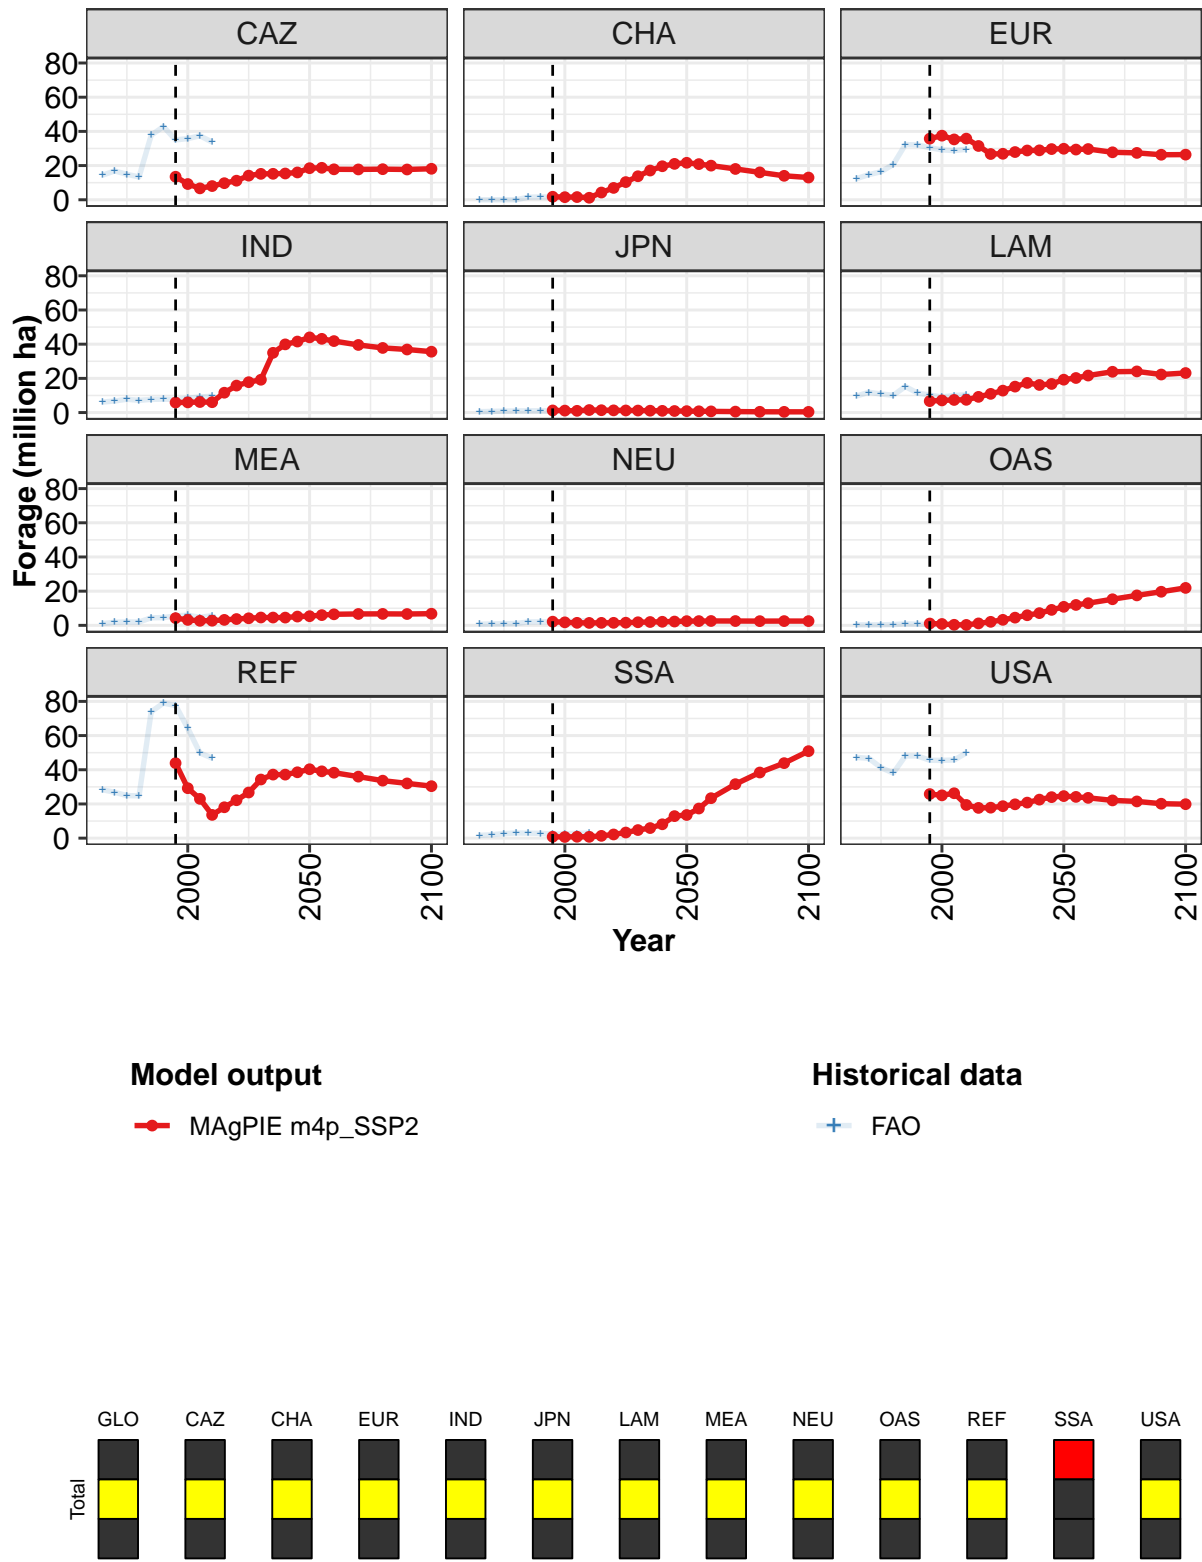 CAZ CHA EUR
80
60
40
20
0
IND JPN LAM
80
60
40
20
0
MEA NEU OAS
80
60
40
20
0
REF SSA USA
80
60
40
20
0
Forage (million ha)
2000 2050 2100 2000 2050 2100 2000 2050 2100
Year
Model output Historical data
MAgPIE m4p_SSP2 FAO
GLO CAZ CHA EUR IND JPN LAM MEA NEU OAS REF SSA USA
Total